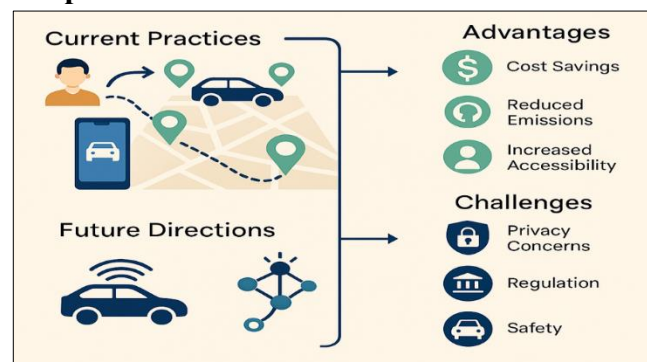 Current Practices
Future Directions
Advantages
Cost Savings
Reduced
Emissions
Increased
Accessibility
Challenges
Privacy
Concerns
Regulation
Safety